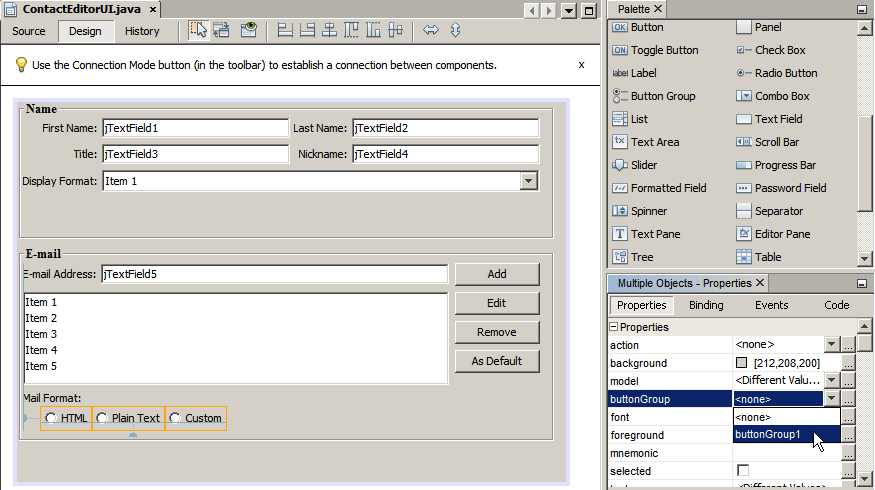 ContactEditorUI.java ×
Source Design History
Use the Connection Mode button (in the toolbar) to establish a connection between components. x
Name
First Name: jTextField1 Last Name: jTextField2
Title: jTextField3 Nickname: jTextField4
Display Format: Item 1
E-mail
E-mail Address: jTextField5 Add
Item 1
Item 2
Item 3
Item 4
Item 5
Edit
Remove
As Default
Mail Format:
HTML Plain Text Custom
Palette ×
OK Button Panel
ON Toggle Button Check Box
label Label Radio Button
Button Group Combo Box
List Text Field
Text Area Scroll Bar
Slider Progress Bar
Formatted Field Password Field
Spinner Separator
Text Pane Editor Pane
Tree Table
Multiple Objects - Properties ×
Properties Binding Events Code
Properties
action <none> ...
background [212,208,200] ...
model <Different Valu... ...
buttonGroup <none> ...
font <none> ...
foreground buttonGroup1 ...
mnemonic ...
selected ...